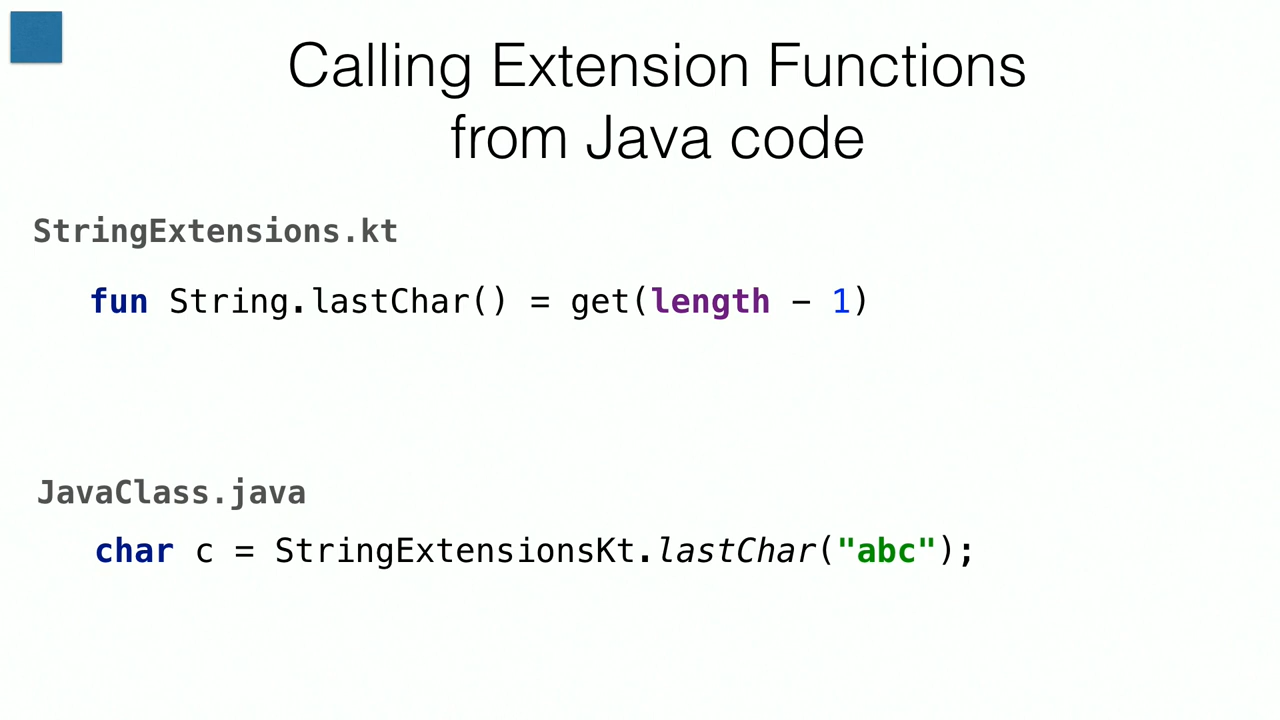 Calling Extension Functions
from Java code
StringExtensions.kt
fun String.lastChar() = get(length - 1)
JavaClass.java
char c = StringExtensionsKt.lastChar("abc");